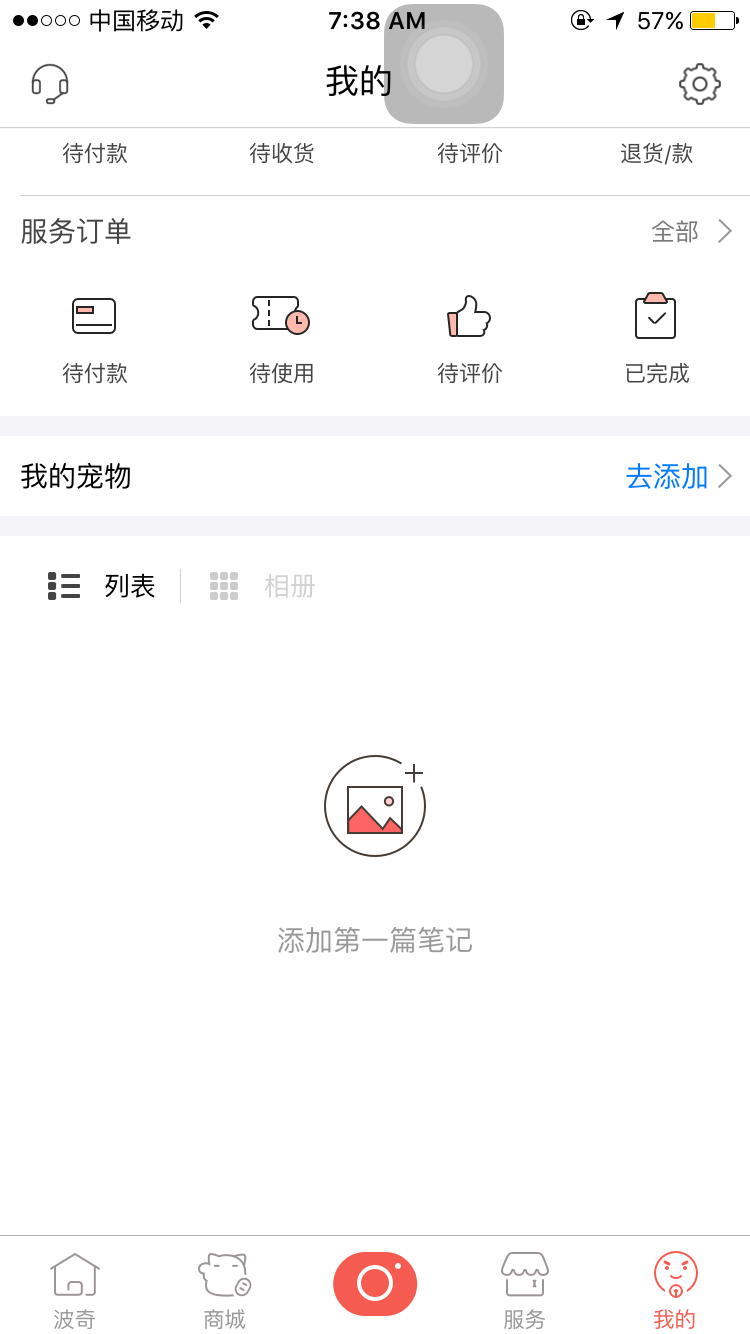 中国移动 7:38 AM 57%
我的
待付款 待收货 待评价 退货/款
服务订单 全部
待付款 待使用 待评价 已完成
我的宠物 去添加
列表 相册
添加第一篇笔记
波奇 商城 服务 我的